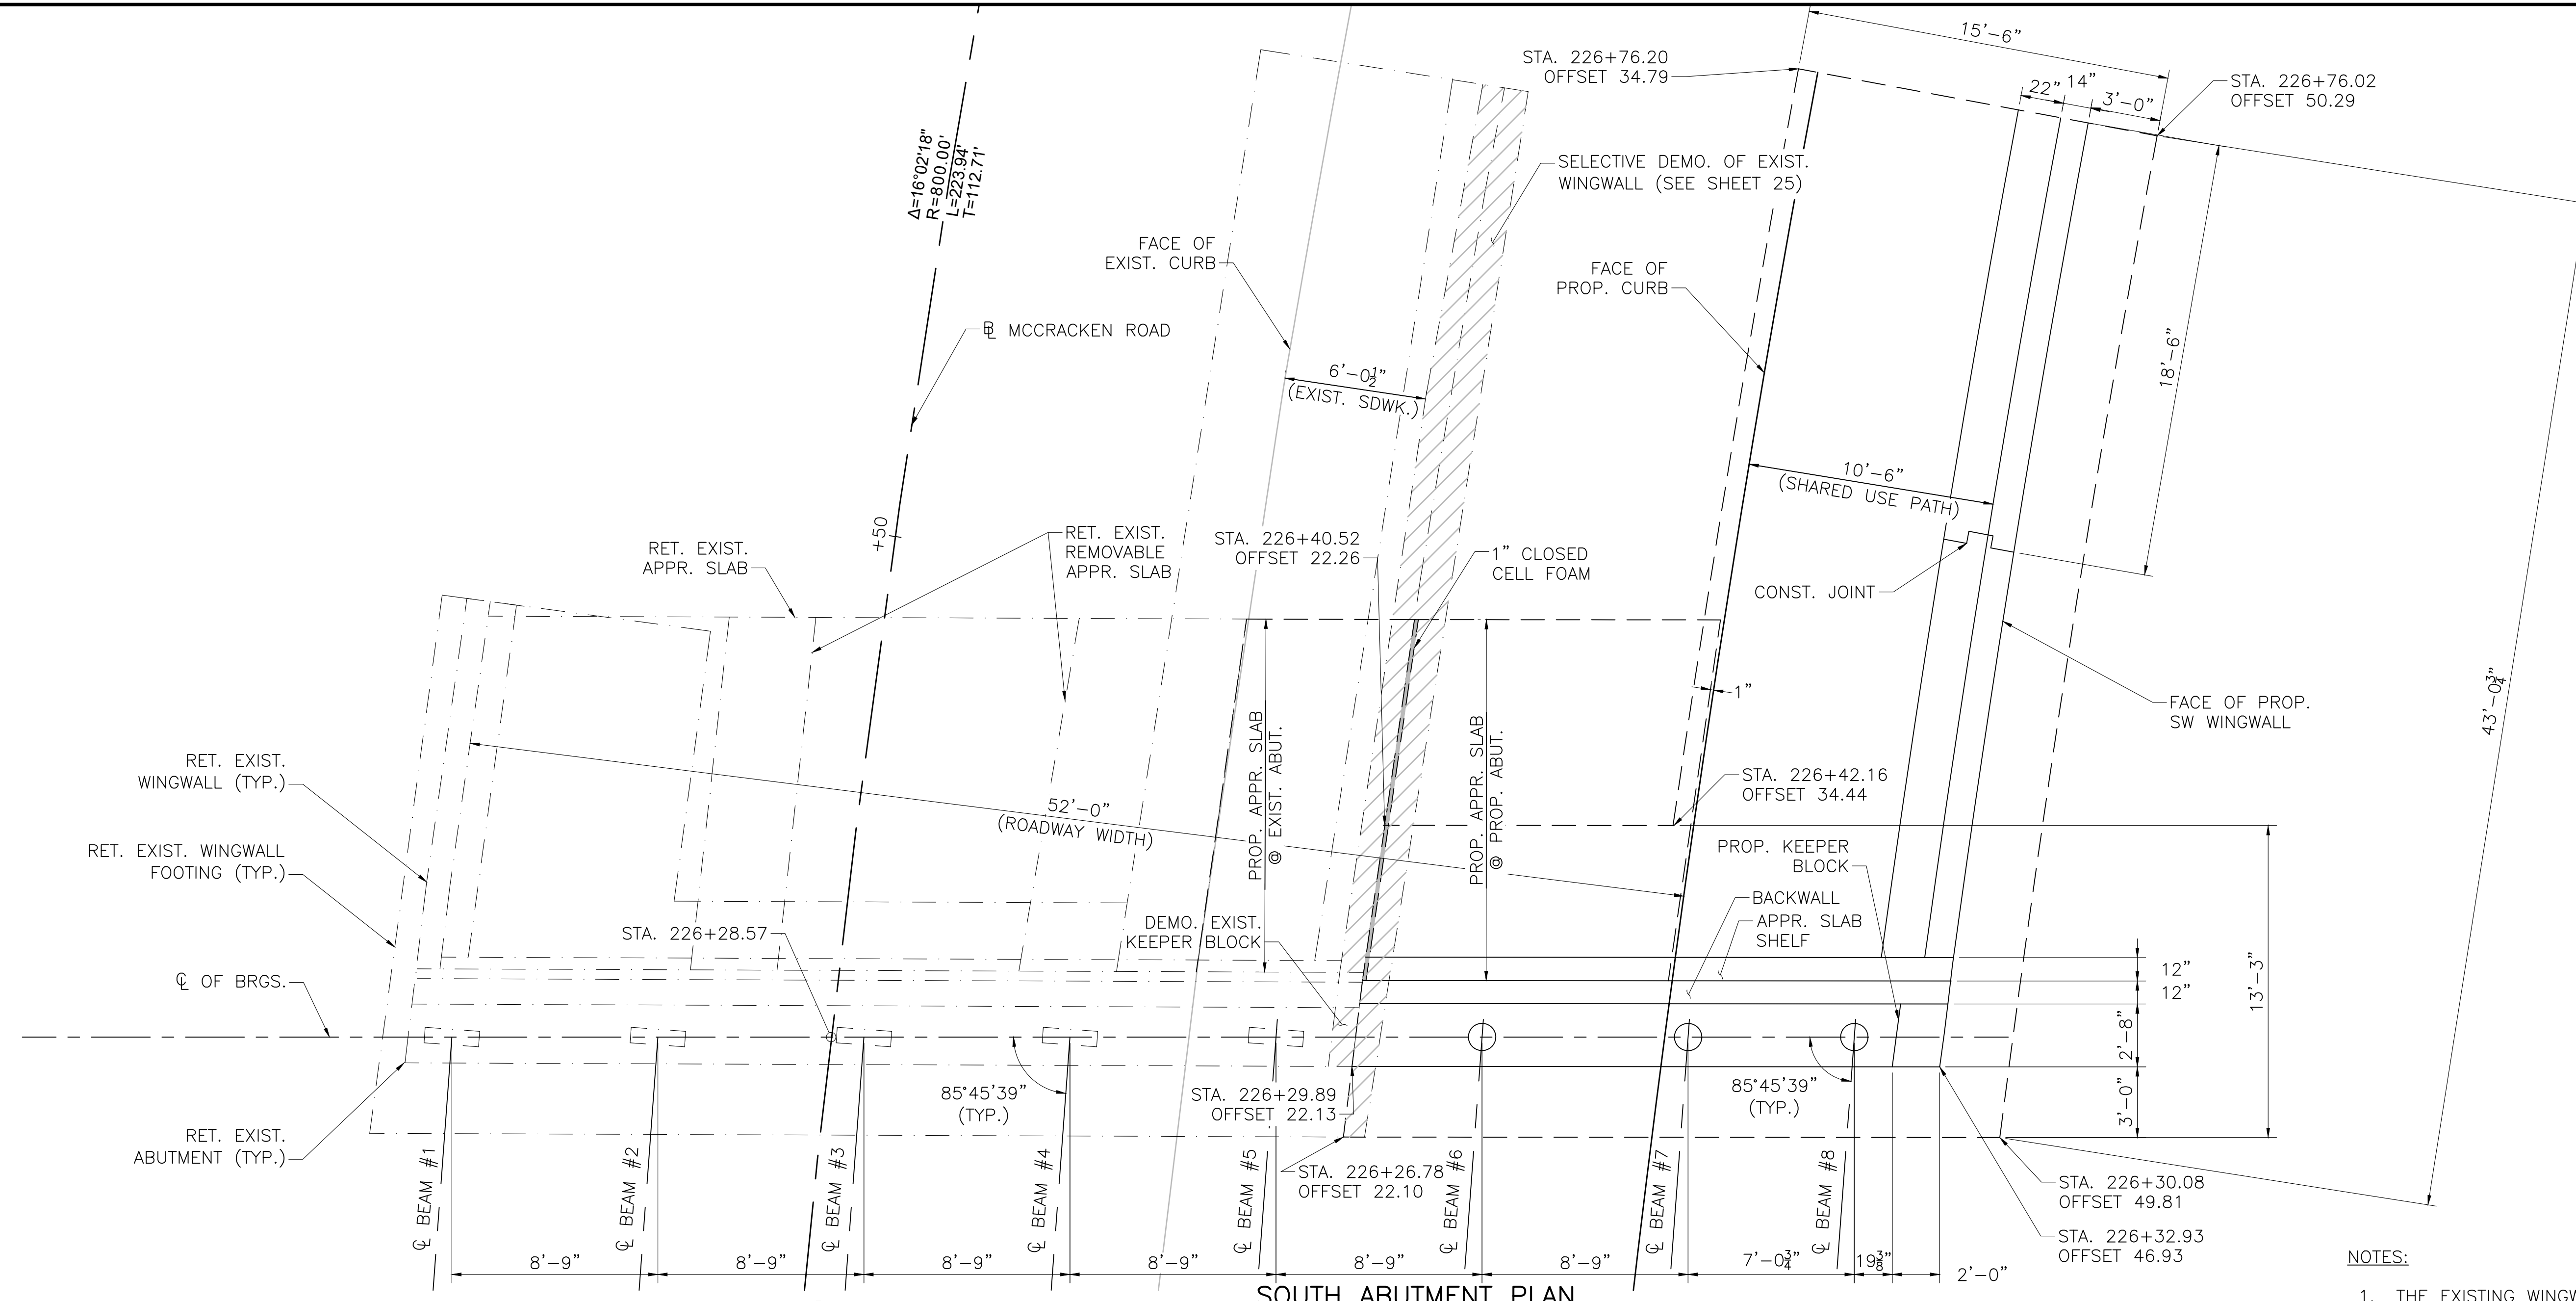 15'-6"
STA. 226+76.20
OFFSET 34.79
22"
14"
3'-0"
STA. 226+76.02
OFFSET 50.29
Δ=16°02'18"
R=800.00'
L=223.94'
T=112.71'
SELECTIVE DEMO. OF EXIST.
WINGWALL (SEE SHEET 25)
FACE OF
EXIST. CURB
FACE OF
PROP. CURB
℄ MCCRACKEN ROAD
6'-0½"
(EXIST. SDWK.)
18'-6"
10'-6"
(SHARED USE PATH)
+50
RET. EXIST.
APPR. SLAB
RET. EXIST.
REMOVABLE
APPR. SLAB
STA. 226+40.52
OFFSET 22.26
1" CLOSED
CELL FOAM
CONST. JOINT
1"
FACE OF PROP.
SW WINGWALL
43'-0¾"
PROP. APPR. SLAB
@ EXIST. ABUT.
PROP. APPR. SLAB
@ PROP. ABUT.
RET. EXIST.
WINGWALL (TYP.)
STA. 226+42.16
OFFSET 34.44
52'-0"
(ROADWAY WIDTH)
RET. EXIST. WINGWALL
FOOTING (TYP.)
PROP. KEEPER
BLOCK
BACKWALL
APPR. SLAB
SHELF
STA. 226+28.57
DEMO. EXIST.
KEEPER BLOCK
℄ OF BRGS.
12"
12"
2'-8"
3'-0"
13'-3"
85°45'39"
(TYP.)
STA. 226+29.89
OFFSET 22.13
85°45'39"
(TYP.)
RET. EXIST.
ABUTMENT (TYP.)
STA. 226+26.78
OFFSET 22.10
STA. 226+30.08
OFFSET 49.81
STA. 226+32.93
OFFSET 46.93
℄ BEAM #1
℄ BEAM #2
℄ BEAM #3
℄ BEAM #4
℄ BEAM #5
℄ BEAM #6
℄ BEAM #7
℄ BEAM #8
8'-9"
8'-9"
8'-9"
8'-9"
8'-9"
8'-9"
7'-0¾"
19⅜"
2'-0"
SOUTH ABUTMENT PLAN
NOTES:
1. THE EXISTING